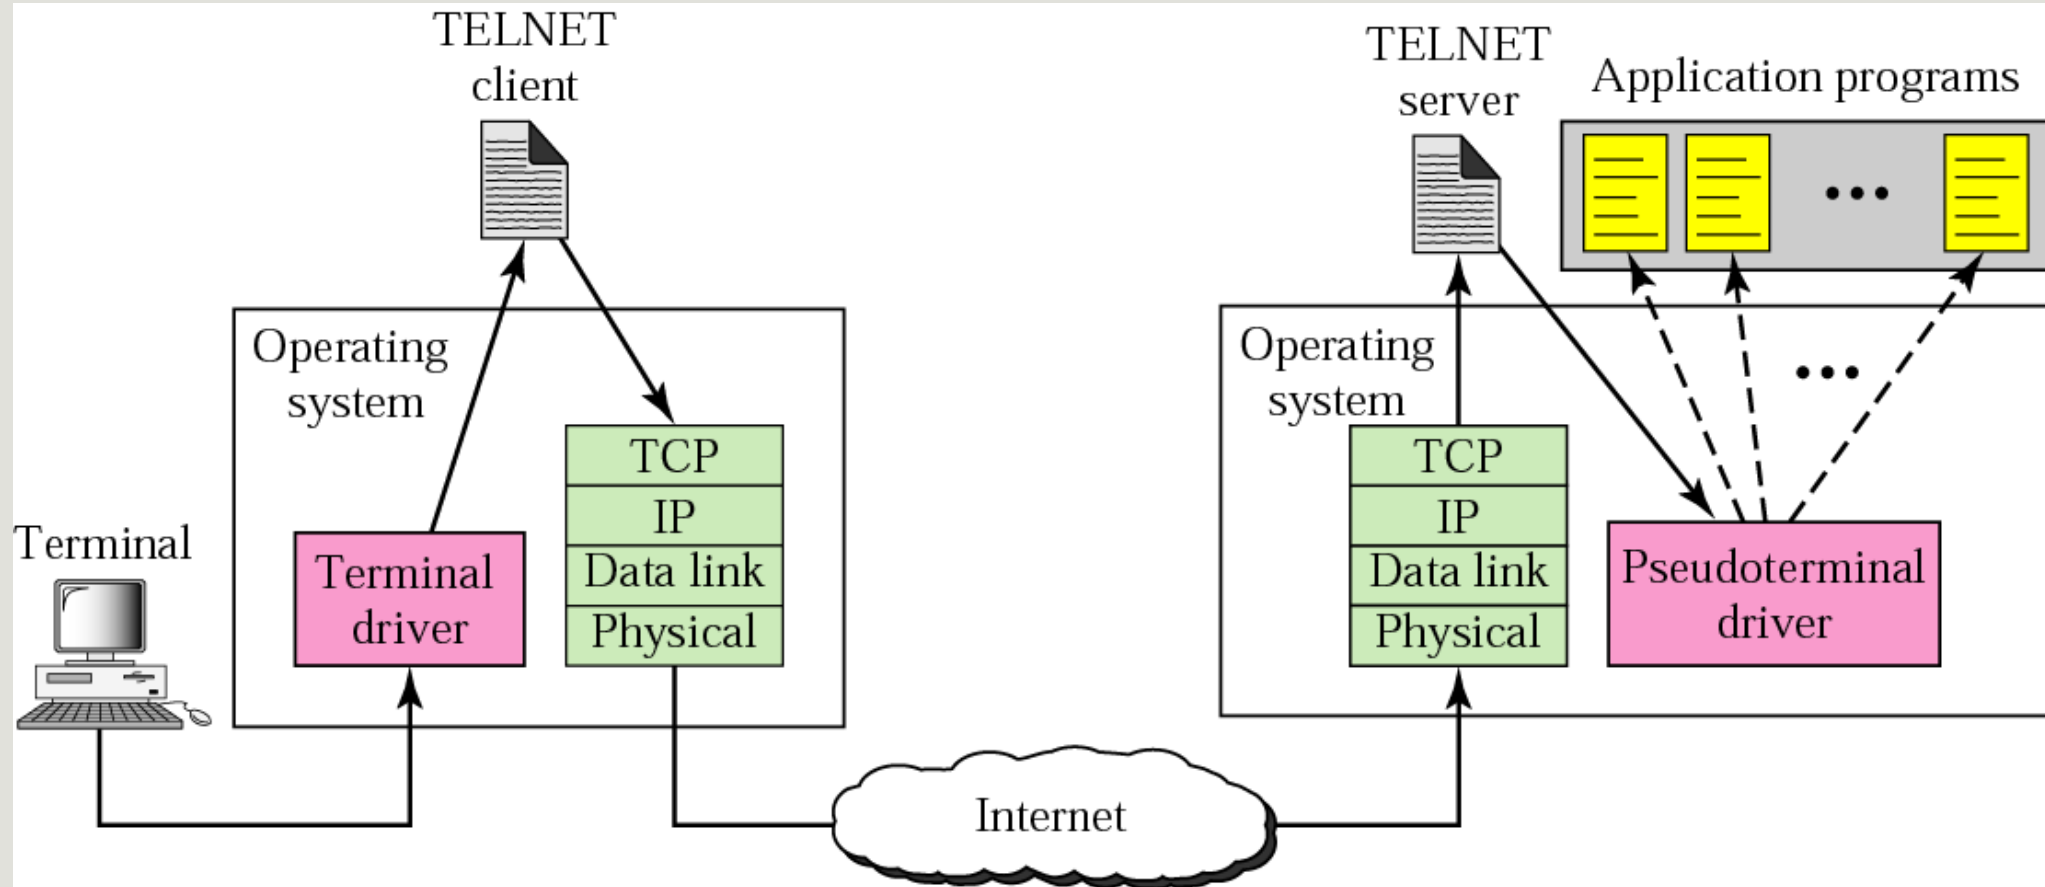 TELNET
client
TELNET
server
Application programs
Operating
system
Operating
system
TCP
IP
Data link
Physical
TCP
IP
Data link
Physical
Terminal
Terminal
driver
Pseudoterminal
driver
Internet